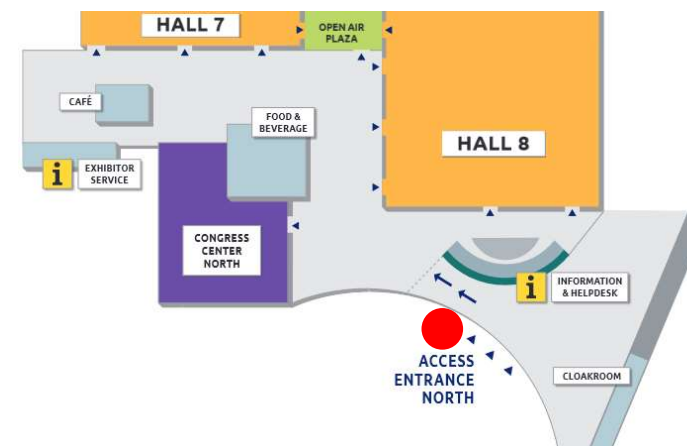 HALL 7
OPEN AIR
PLAZA
CAFÉ
FOOD &
BEVERAGE
HALL 8
i
EXHIBITOR
SERVICE
CONGRESS
CENTER
NORTH
i
INFORMATION
& HELPDESK
ACCESS
ENTRANCE
NORTH
CLOAKROOM